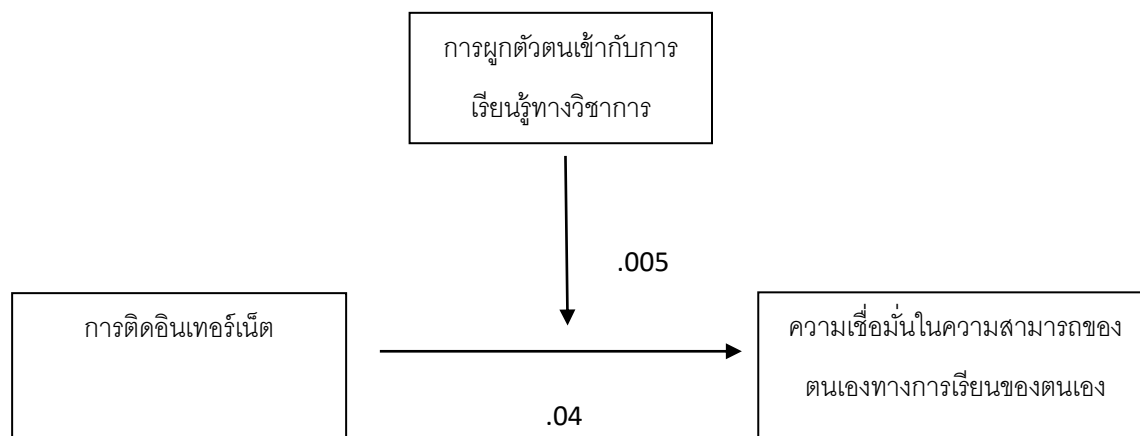 การผูกตัวตนเข้ากับการ
เรียนรู้ทางวิชาการ
.005
การติดอินเทอร์เน็ต
ความเชื่อมั่นในความสามารถของ
ตนเองทางการเรียนของตนเอง
.04